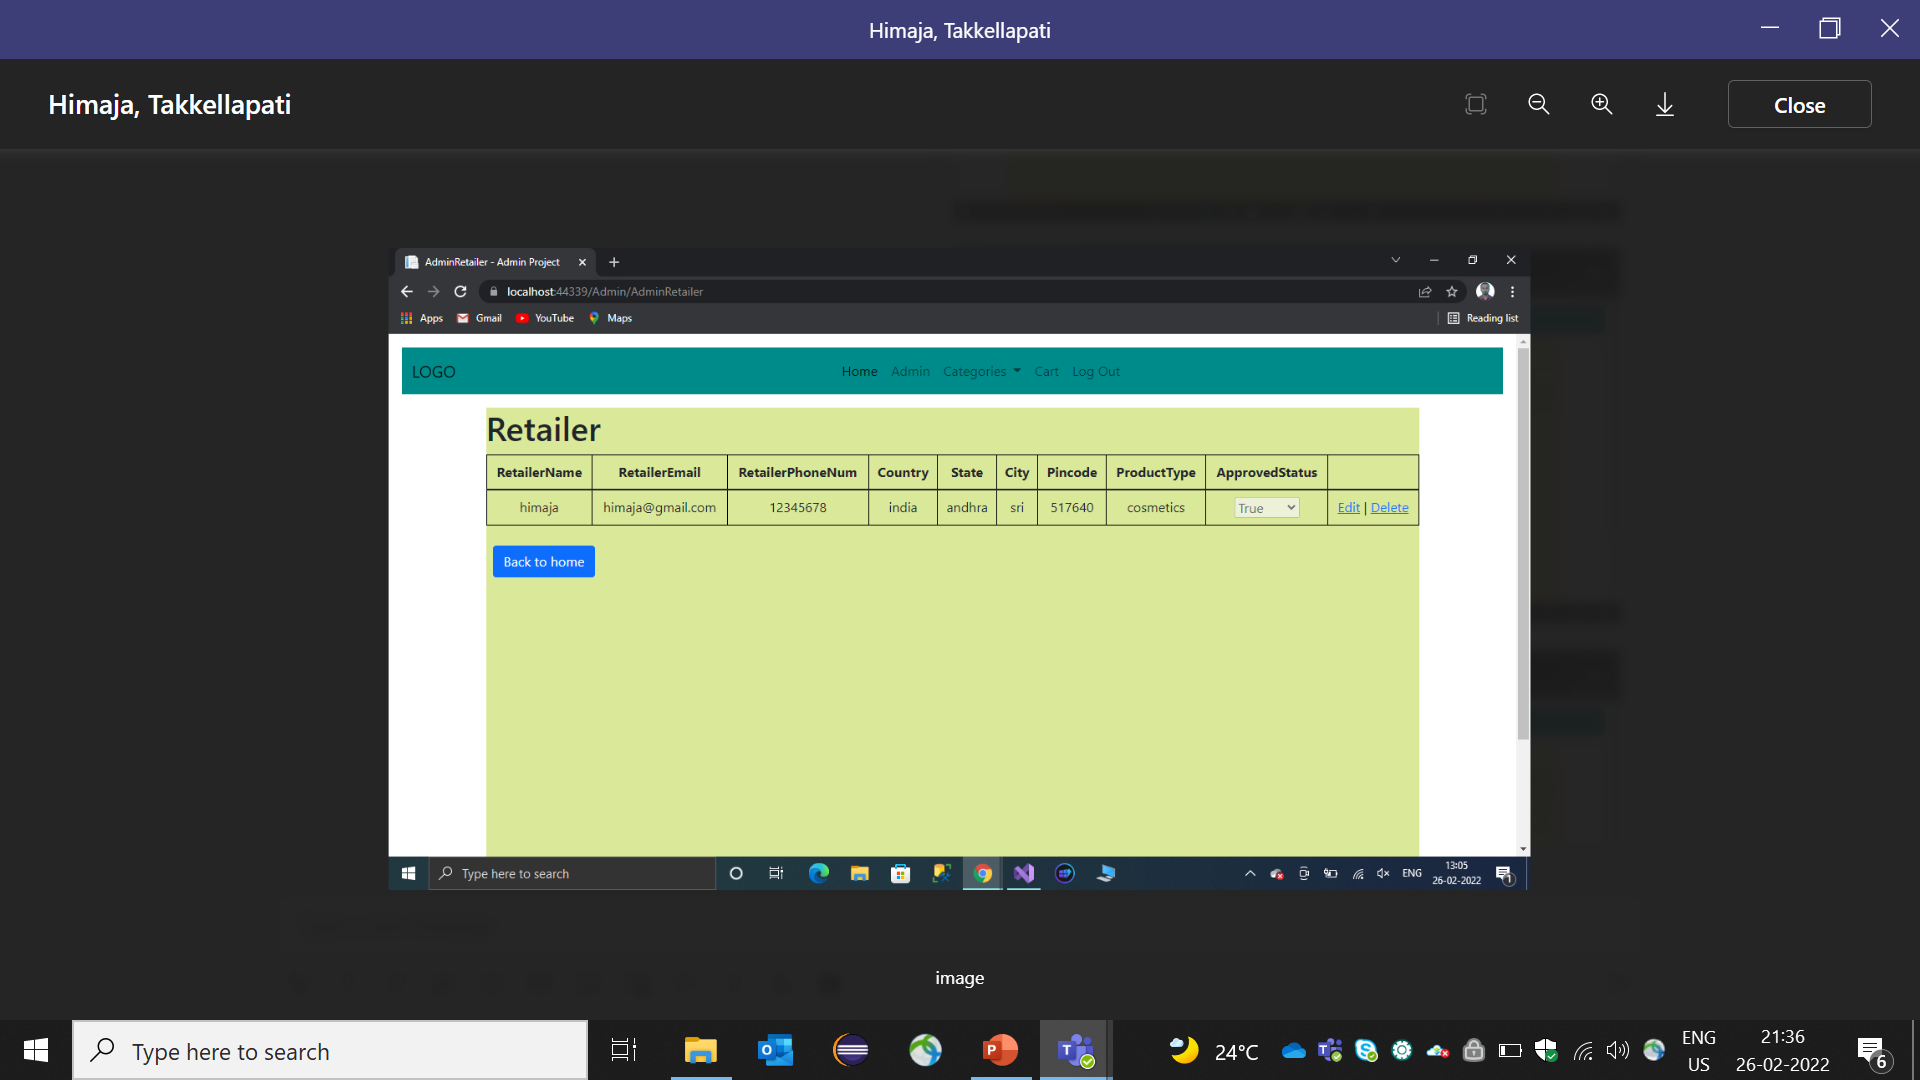 Himaja, Takkellapati
Himaja, Takkellapati
Close
AdminRetailer - Admin Project
localhost:44339/Admin/AdminRetailer
Apps Gmail YouTube Maps Reading list
LOGO Home Admin Categories Cart Log Out
Retailer
RetailerName RetailerEmail RetailerPhoneNum Country State City Pincode ProductType ApprovedStatus
himaja himaja@gmail.com 12345678 india andhra sri 517640 cosmetics True Edit | Delete
Back to home
Type here to search
ENG
13:05
26-02-2022
1
image
Type here to search
24°C
ENG
US
21:36
26-02-2022
6